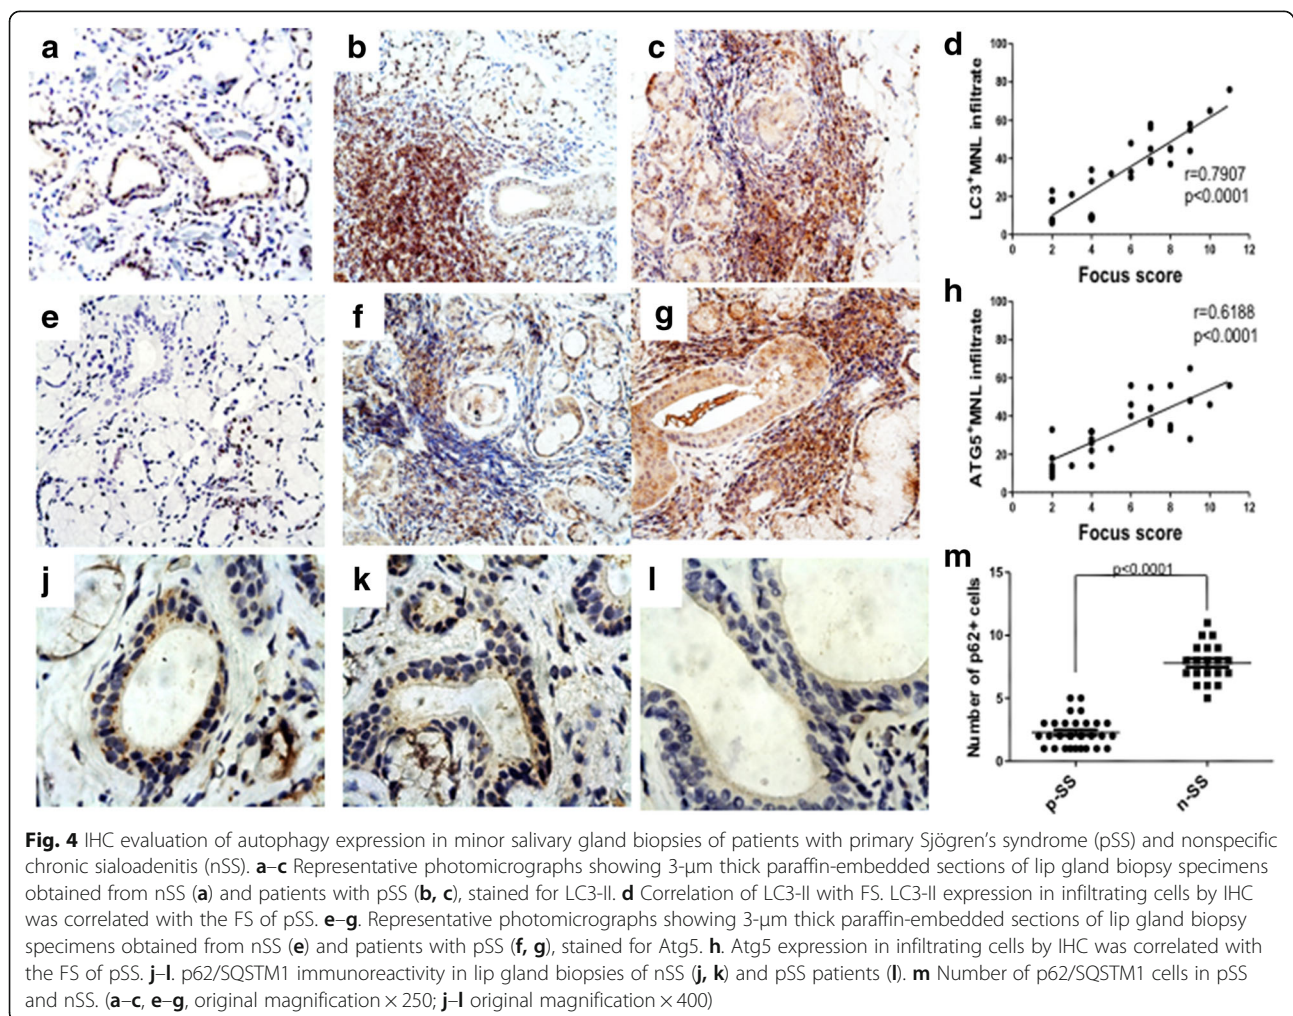 a
b
c
d
100
80
60
40
20
0
LC3+MNL infiltrate
r=0.7907
p<0.0001
0 2 4 6 8 10 12
Focus score
e
f
g
h
100
80
60
40
20
0
ATG5+MNL infiltrate
r=0.6188
p<0.0001
0 2 4 6 8 10 12
Focus score
j
k
l
m
15
10
5
0
Number of p62+ cells
p<0.0001
p-SS
n-SS
Fig. 4 IHC evaluation of autophagy expression in minor salivary gland biopsies of patients with primary Sjögren's syndrome (pSS) and nonspecific
chronic sialoadenitis (nSS). a–c Representative photomicrographs showing 3-μm thick paraffin-embedded sections of lip gland biopsy specimens
obtained from nSS (a) and patients with pSS (b, c), stained for LC3-II. d Correlation of LC3-II with FS. LC3-II expression in infiltrating cells by IHC
was correlated with the FS of pSS. e–g. Representative photomicrographs showing 3-μm thick paraffin-embedded sections of lip gland biopsy
specimens obtained from nSS (e) and patients with pSS (f, g), stained for Atg5. h. Atg5 expression in infiltrating cells by IHC was correlated with
the FS of pSS. j–l. p62/SQSTM1 immunoreactivity in lip gland biopsies of nSS (j, k) and pSS patients (l). m Number of p62/SQSTM1 cells in pSS
and nSS. (a–c, e–g, original magnification × 250; j–l original magnification × 400)